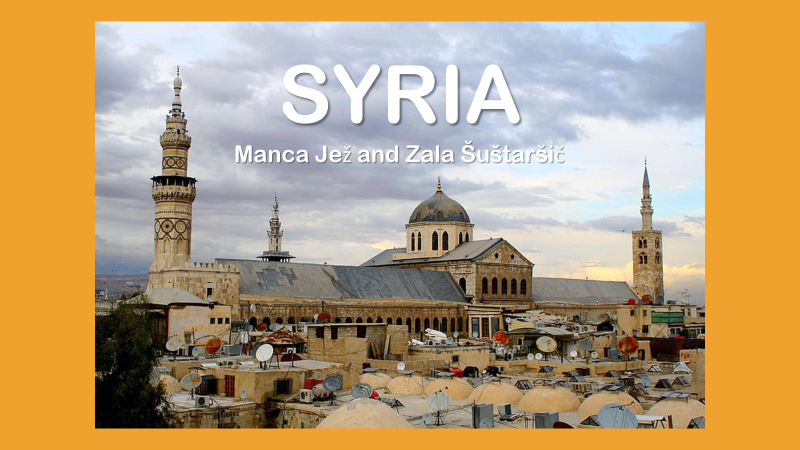 SYRIA
Manca Jež and Zala Šuštaršič